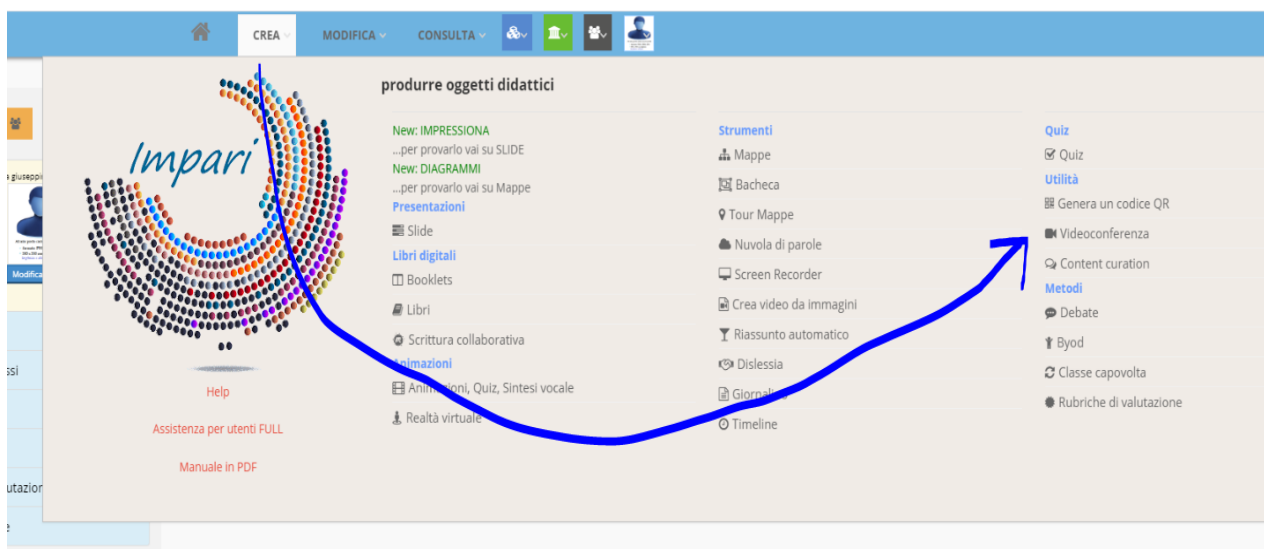 CREA
MODIFICA
CONSULTA
produrre oggetti didattici
Impari
Help
Assistenza per utenti FULL
Manuale in PDF
New: IMPRESSIONA
...per provarlo vai su SLIDE
New: DIAGRAMMI
...per provarlo vai su Mappe
Presentazioni
Slide
Libri digitali
Booklets
Libri
Scrittura collaborativa
Animazioni
Animazioni, Quiz, Sintesi vocale
Realtà virtuale
Strumenti
Mappe
Bacheca
Tour Mappe
Nuvola di parole
Screen Recorder
Crea video da immagini
Riassunto automatico
Dislessia
Timeline
Quiz
Quiz
Utilità
Genera un codice QR
Videoconferenza
Content curation
Metodi
Debate
Byod
Classe capovolta
Rubriche di valutazione